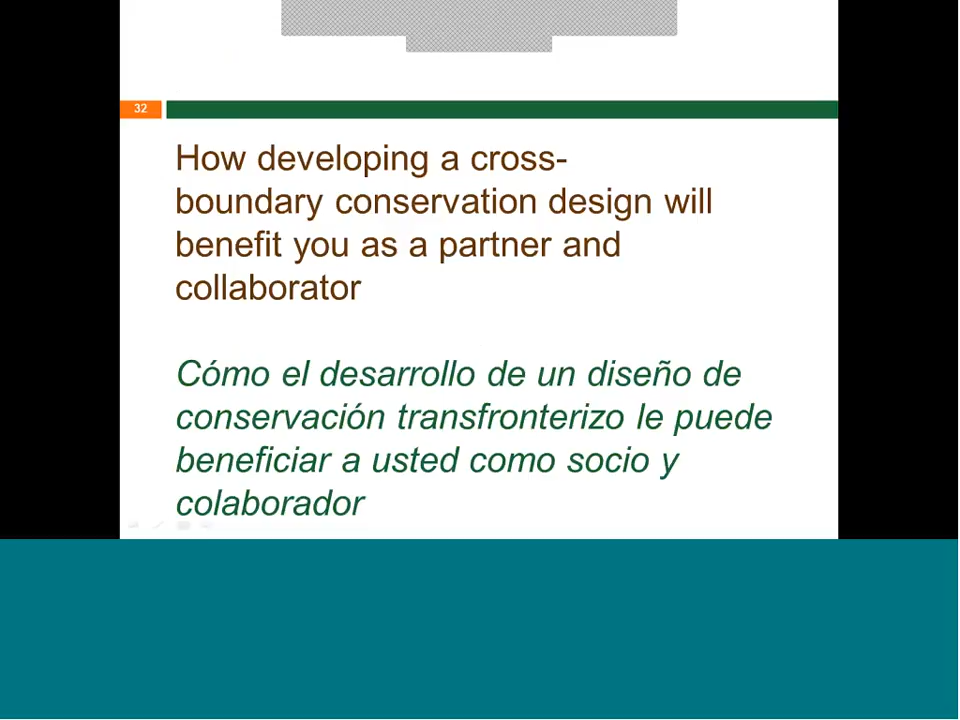 32
How developing a cross-
boundary conservation design will
benefit you as a partner and
collaborator
Cómo el desarrollo de un diseño de
conservación transfronterizo le puede
beneficiar a usted como socio y
colaborador